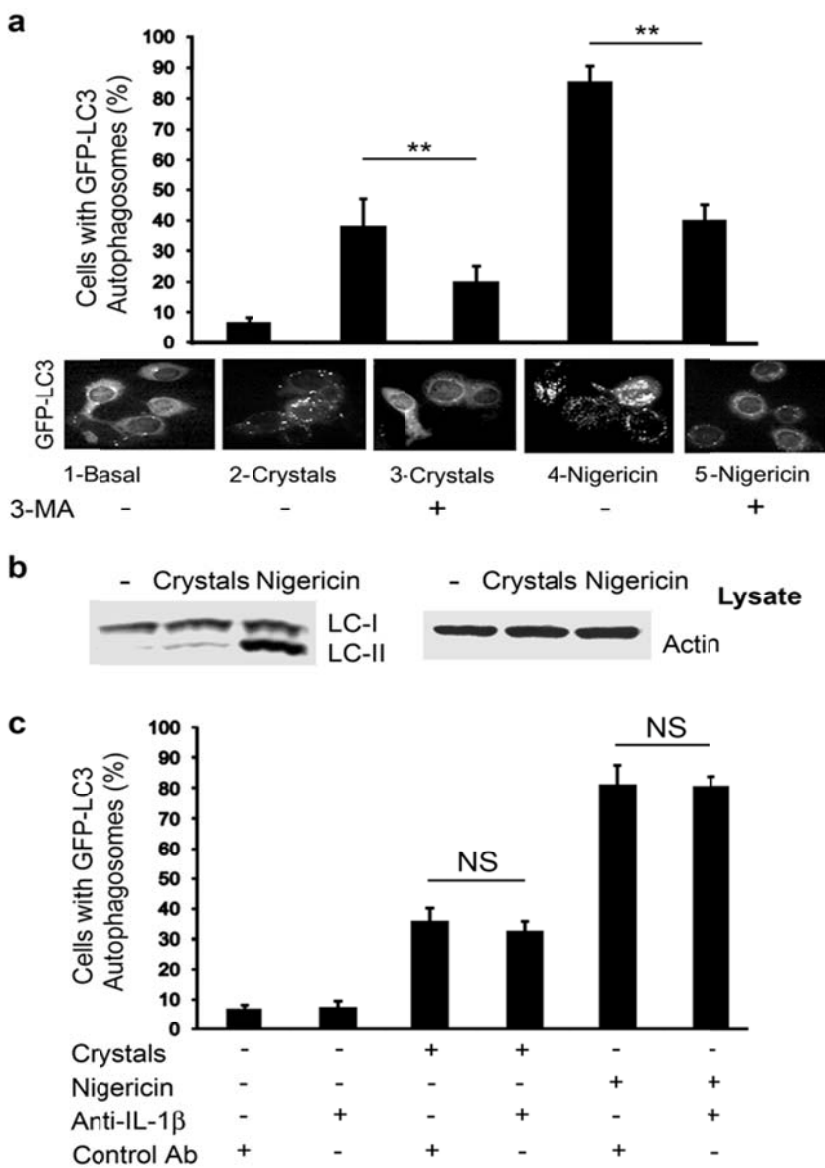 a
Cells with GFP-LC3
Autophagosomes (%)
100
90
80
70
60
50
40
30
20
10
0
**
**
GFP-LC3
1-Basal 2-Crystals 3-Crystals 4-Nigericin 5-Nigericin
3-MA - - + - +
b
- Crystals Nigericin
LC-I
LC-II
- Crystals Nigericin
Lysate
Actin
c
Cells with GFP-LC3
Autophagosomes (%)
100
90
80
70
60
50
40
30
20
10
0
NS
NS
Crystals - - + + - -
Nigericin - - - - + +
Anti-IL-1β - + - + - +
Control Ab + - + - + -